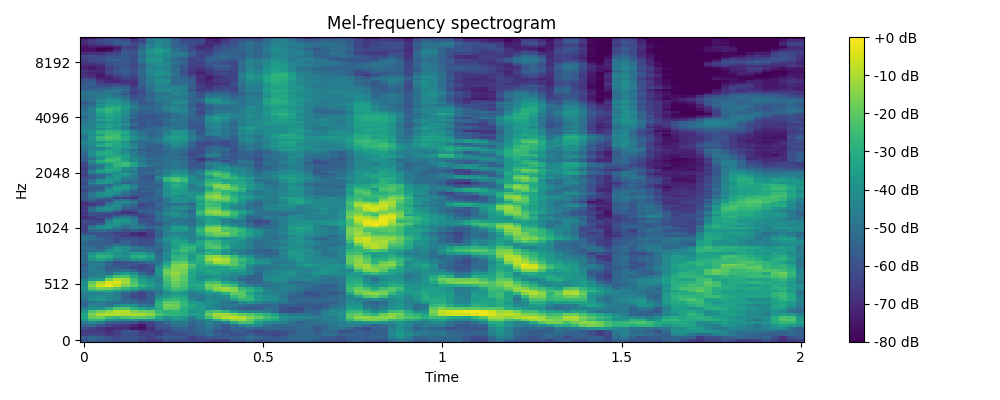 Mel-frequency spectrogram
Hz
8192
4096
2048
1024
512
0
0
0.5
1
1.5
2
Time
+0 dB
-10 dB
-20 dB
-30 dB
-40 dB
-50 dB
-60 dB
-70 dB
-80 dB